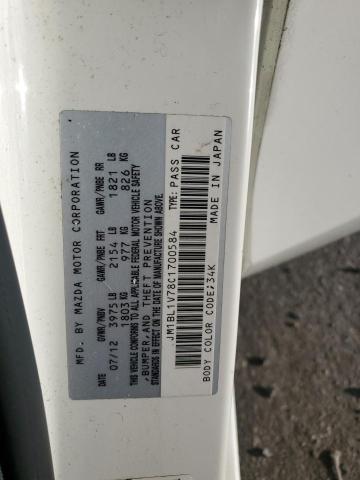 MFD. BY MAZDA MOTOR CORPORATION
DATE GVWR/PNBV GAWR/PNBE FRT GAWR/PNBE RR
07/12 3975 LB 2154 LB 1821 LB
1803 KG 977 KG 826 KG
THIS VEHICLE CONFORMS TO ALL APPLICABLE FEDERAL MOTOR VEHICLE SAFETY
, BUMPER, AND THEFT PREVENTION
STANDARDS IN EFFECT ON THE DATE OF MANUFACTURE SHOWN ABOVE.
JM1BL1V78C1700584 TYPE: PASS CAR
BODY COLOR CODE: 34K MADE IN JAPAN